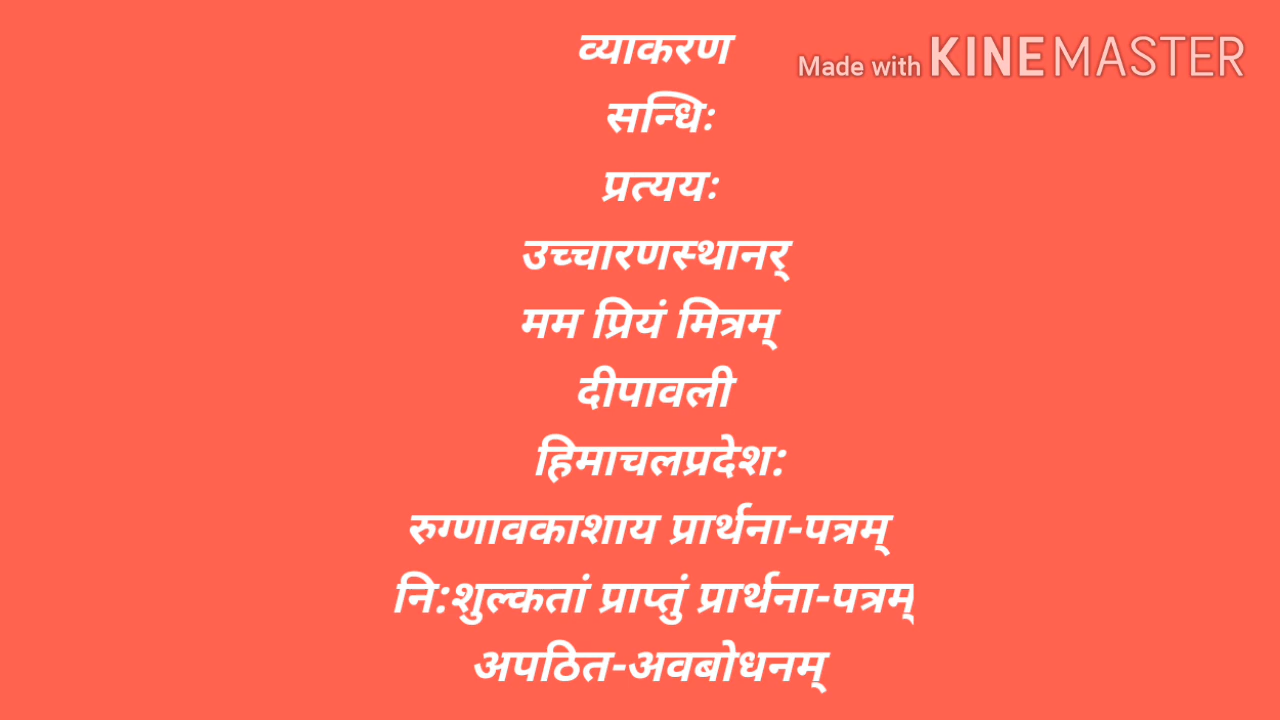 व्याकरण
Made with KINEMASTER
सन्धिः
प्रत्ययः
उच्चारणस्थानर्
मम प्रियं मित्रम्
दीपावली
हिमाचलप्रदेश:
रुग्णावकाशाय प्रार्थना-पत्रम्
नि:शुल्कतां प्राप्तुं प्रार्थना-पत्रम्
अपठित-अवबोधनम्